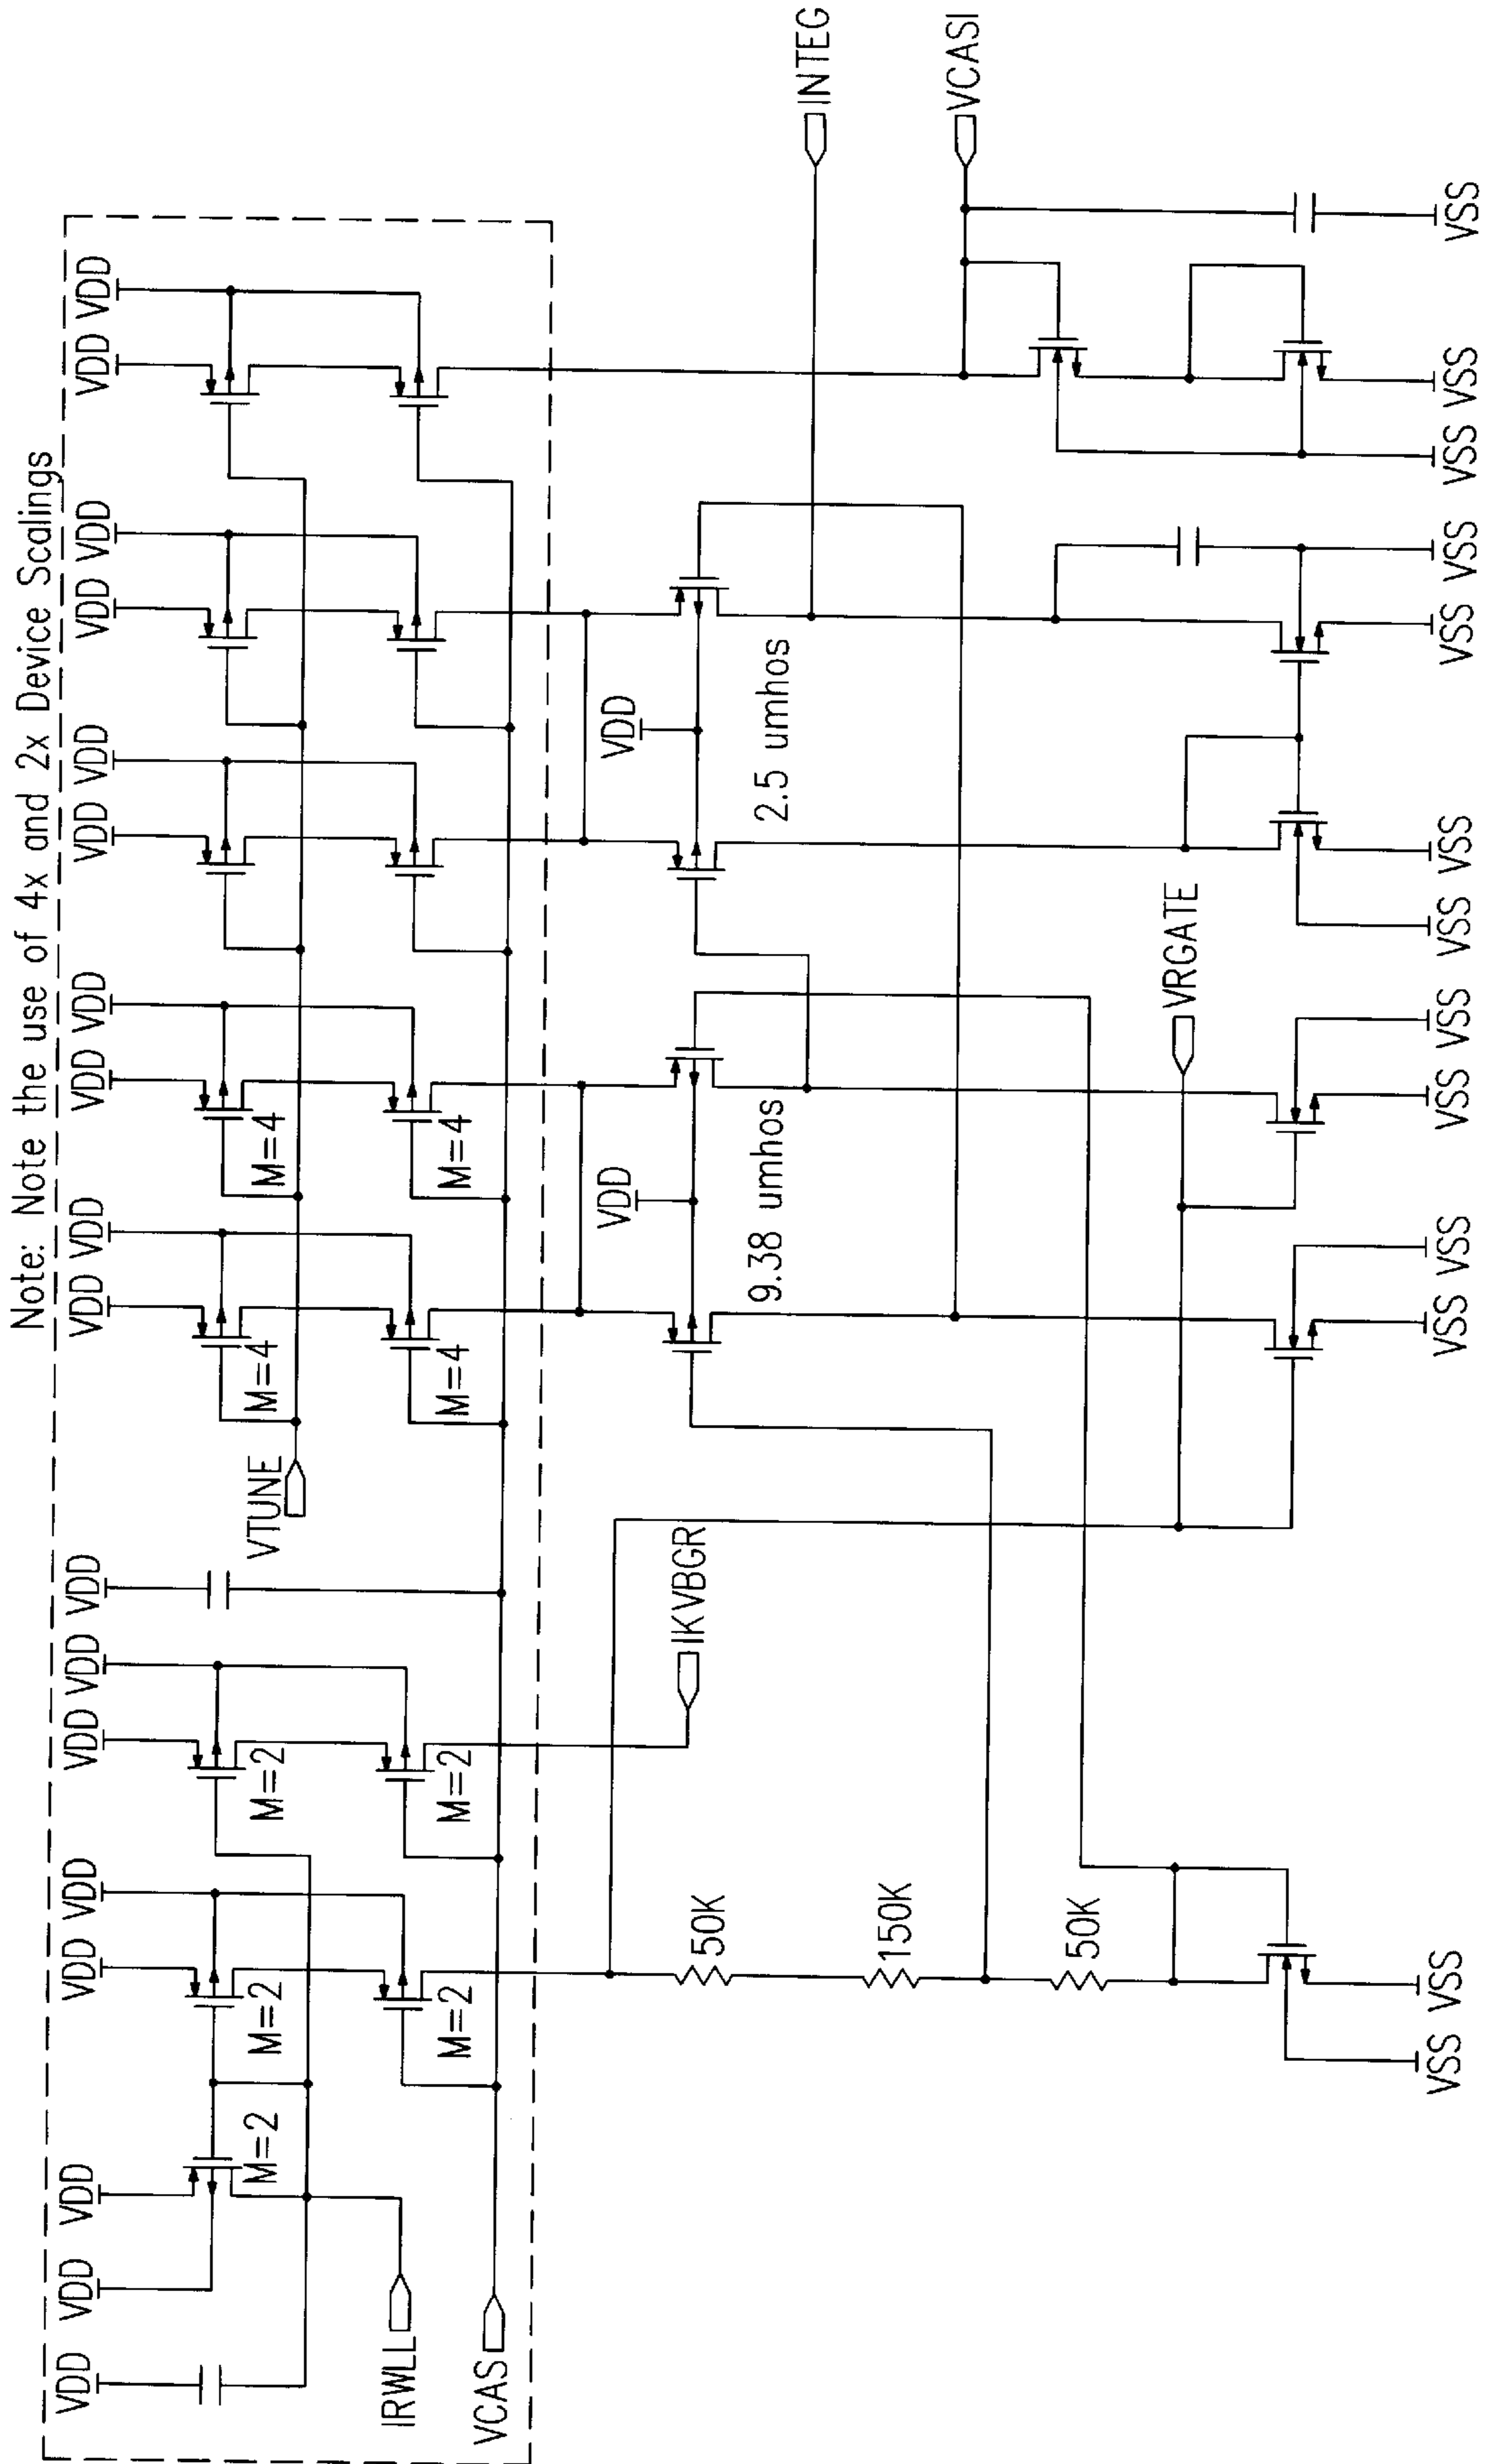 Note: Note the use of 4x and 2x Device Scalings
VDD VDD VDD VDD VDD VDD VDD VDD VDD VDD VDD VDD VDD VDD VDD VDD VDD VDD
M=2 M=2 M=2 M=4 M=4
VTUNE
IRWLL
M=2 M=2 M=4 M=4
VCAS
VDD VDD
IKVBGR
50K
9.38 umhos
2.5 umhos
INTEG
150K
VCASI
50K
VRGATE
VSS VSS VSS VSS VSS VSS VSS VSS VSS VSS VSS VSS VSS